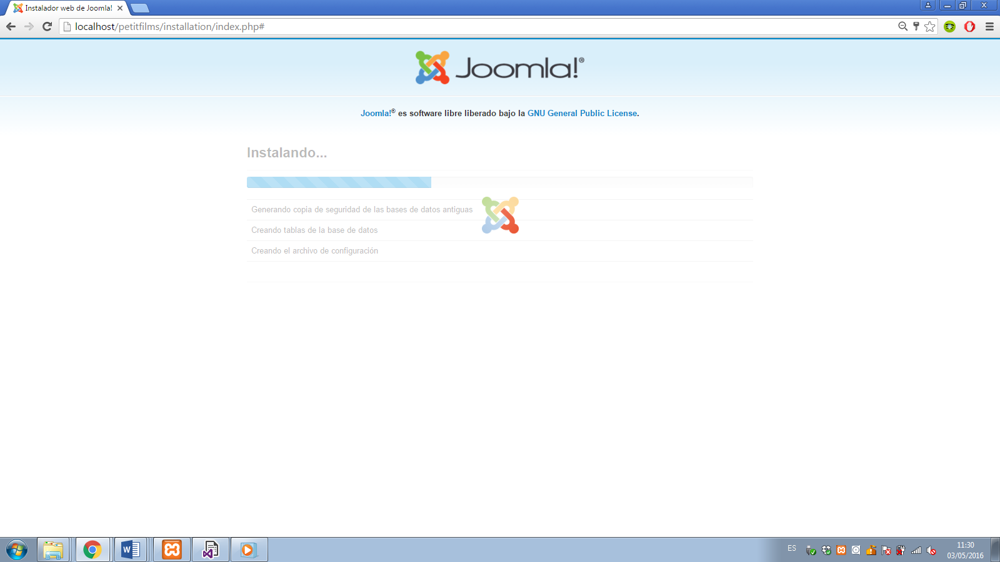 Instalador web de Joomla!
localhost/petitfilms/installation/index.php#
Joomla!®
Joomla!® es software libre liberado bajo la GNU General Public License.
Instalando...
Generando copia de seguridad de las bases de datos antiguas
Creando tablas de la base de datos
Creando el archivo de configuración
ES
11:30
03/05/2016